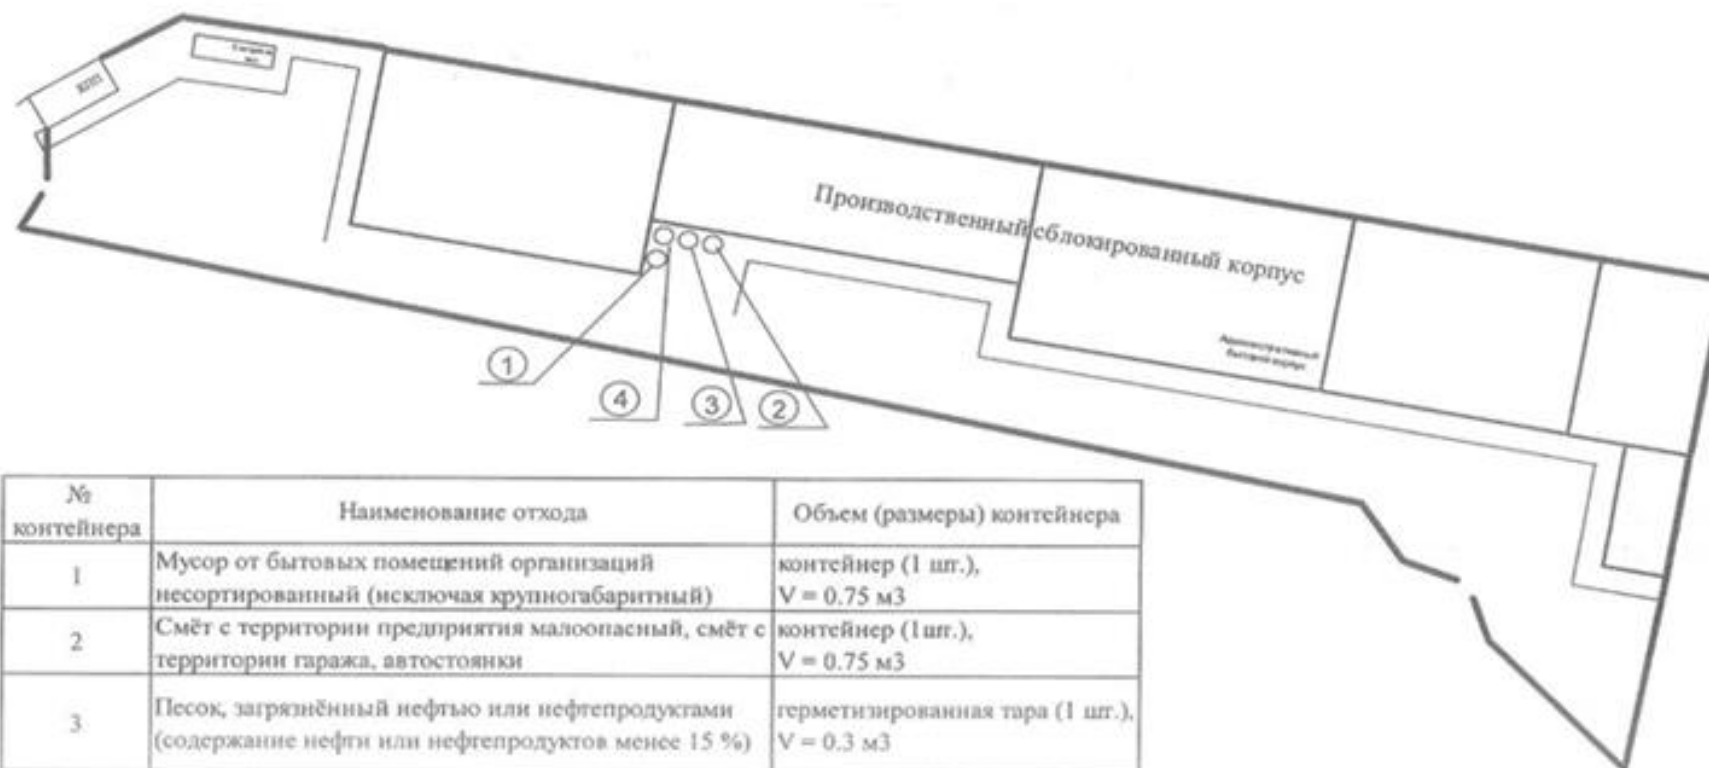 КПП
Производственный сблокированный корпус
Административный
бытовой корпус
1
4
3
2
№ контейнера
Наименование отхода
Объем (размеры) контейнера
1
Мусор от бытовых помещений организаций
несортированный (исключая крупногабаритный)
контейнер (1 шт.),
V = 0.75 м3
2
Смёт с территории предприятия малоопасный, смёт с
территории гаража, автостоянки
контейнер (1шт.),
V = 0.75 м3
3
Песок, загрязнённый нефтью или нефтепродуктами
(содержание нефти или нефтепродуктов менее 15 %)
герметизированная тара (1 шт.),
V = 0.3 м3